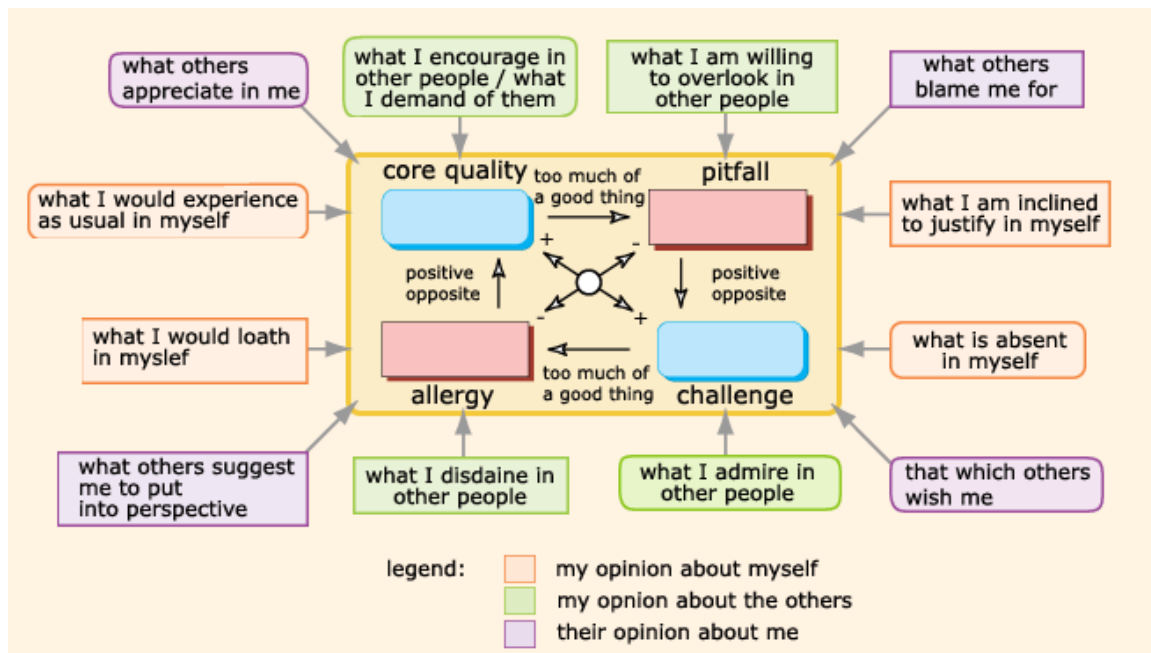 what others
appreciate in me
what I encourage in
other people / what
I demand of them
what I am willing
to overlook in
other people
what others
blame me for
core quality
too much of
a good thing
pitfall
what I would experience
as usual in myself
what I am inclined
to justify in myself
+
-
positive
opposite
positive
opposite
-
+
what I would loath
in myslef
what is absent
in myself
allergy
too much of
a good thing
challenge
what others suggest
me to put
into perspective
what I disdaine in
other people
what I admire in
other people
that which others
wish me
legend:
my opinion about myself
my opnion about the others
their opinion about me